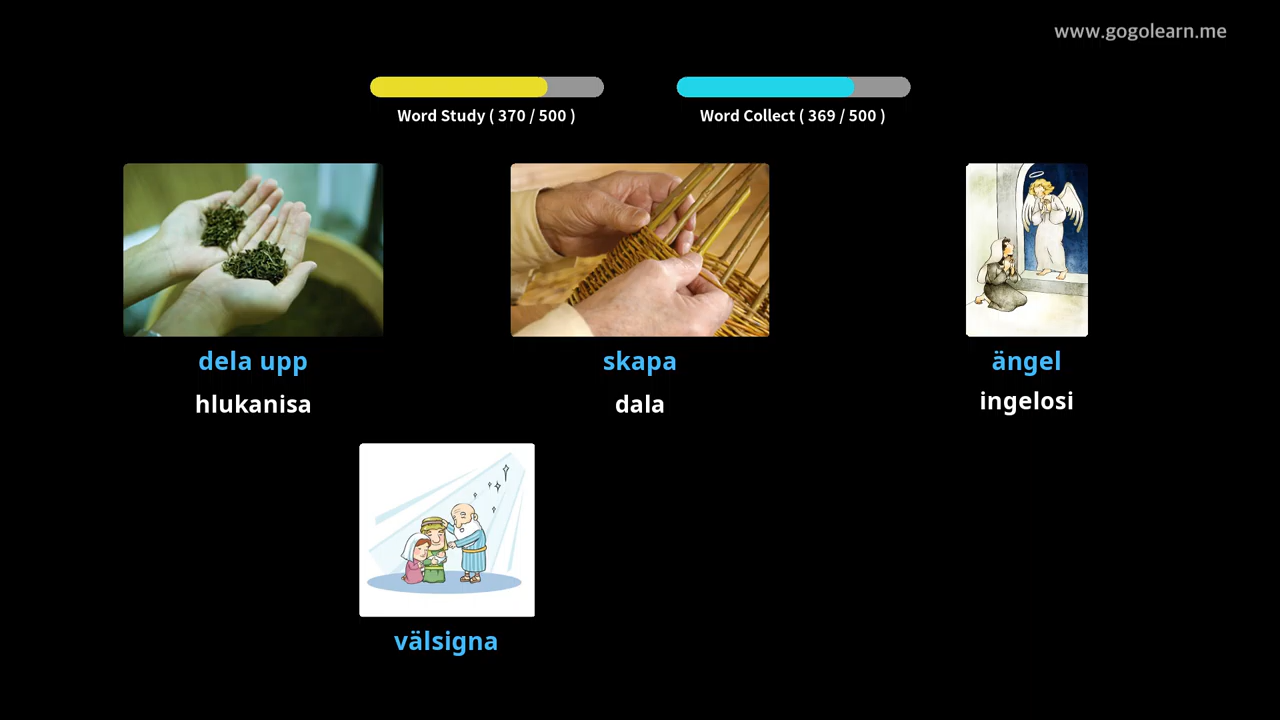 www.gogolearn.me
Word Study ( 370 / 500 )
Word Collect ( 369 / 500 )
dela upp
hlukanisa
skapa
dala
ängel
ingelosi
välsigna